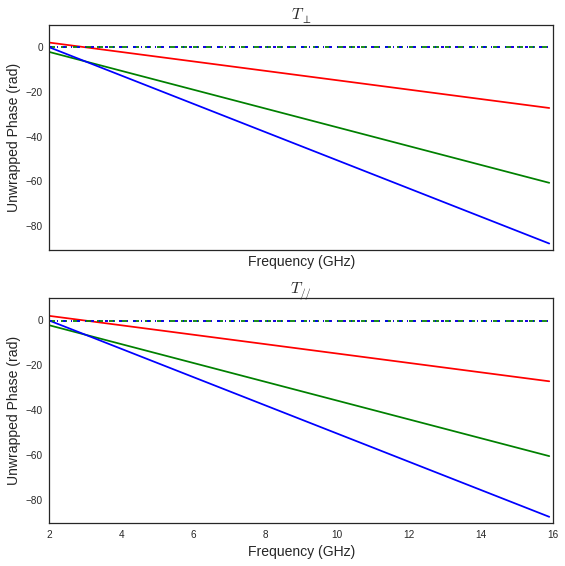 T⊥
Unwrapped Phase (rad)
0
−20
−40
−60
−80
Frequency (GHz)
T//
Unwrapped Phase (rad)
0
−20
−40
−60
−80
2 4 6 8 10 12 14 16
Frequency (GHz)